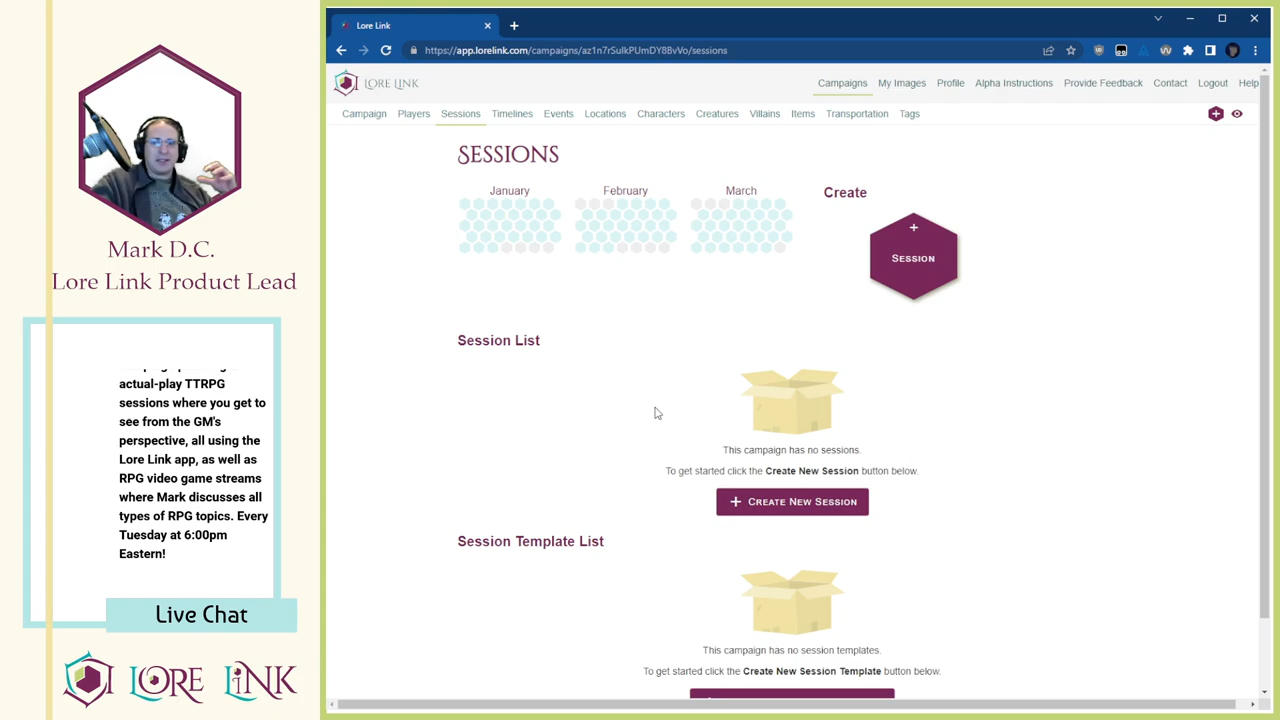 Mark D.C.
Lore Link Product Lead
actual-play TTRPG
sessions where you get to
see from the GM's
perspective, all using the
Lore Link app, as well as
RPG video game streams
where Mark discusses all
types of RPG topics. Every
Tuesday at 6:00pm
Eastern!
Live Chat
LORE LINK
Lore Link
https://app.lorelink.com/campaigns/az1n7rSulkPUmDY8BvVo/sessions
LORE LINK
Campaigns My Images Profile Alpha Instructions Provide Feedback Contact Logout Help
Campaign Players Sessions Timelines Events Locations Characters Creatures Villains Items Transportation Tags
SESSIONS
January February March
Create
+
SESSION
Session List
This campaign has no sessions.
To get started click the Create New Session button below.
+ CREATE NEW SESSION
Session Template List
This campaign has no session templates.
To get started click the Create New Session Template button below.